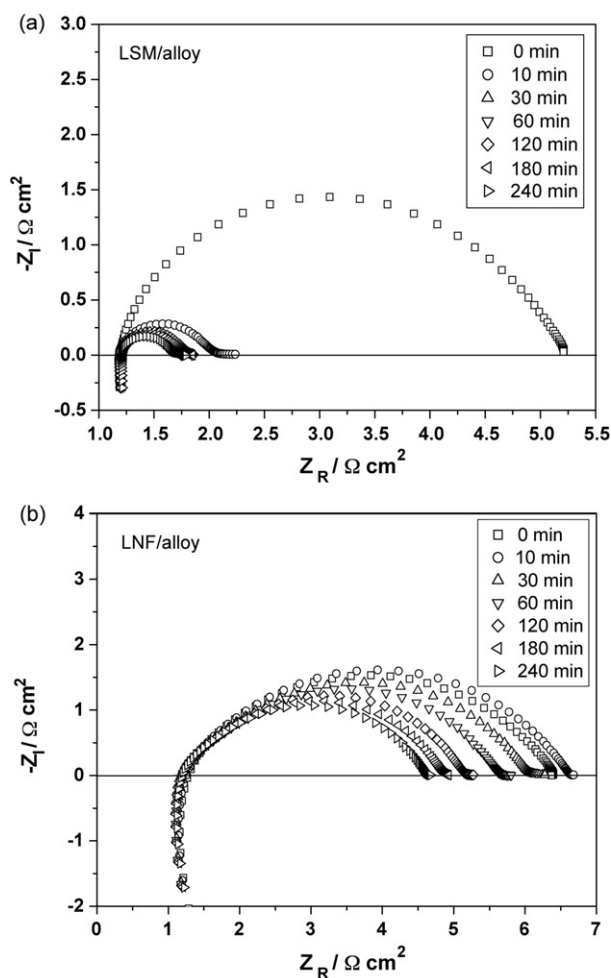 (a)
LSM/alloy
0 min
10 min
30 min
60 min
120 min
180 min
240 min
3.0
2.5
2.0
1.5
1.0
0.5
0.0
-0.5
-Z_I / Ω cm²
1.0 1.5 2.0 2.5 3.0 3.5 4.0 4.5 5.0 5.5
Z_R / Ω cm²
(b)
LNF/alloy
0 min
10 min
30 min
60 min
120 min
180 min
240 min
4
3
2
1
0
-1
-2
-Z_I / Ω cm²
0 1 2 3 4 5 6 7
Z_R / Ω cm²